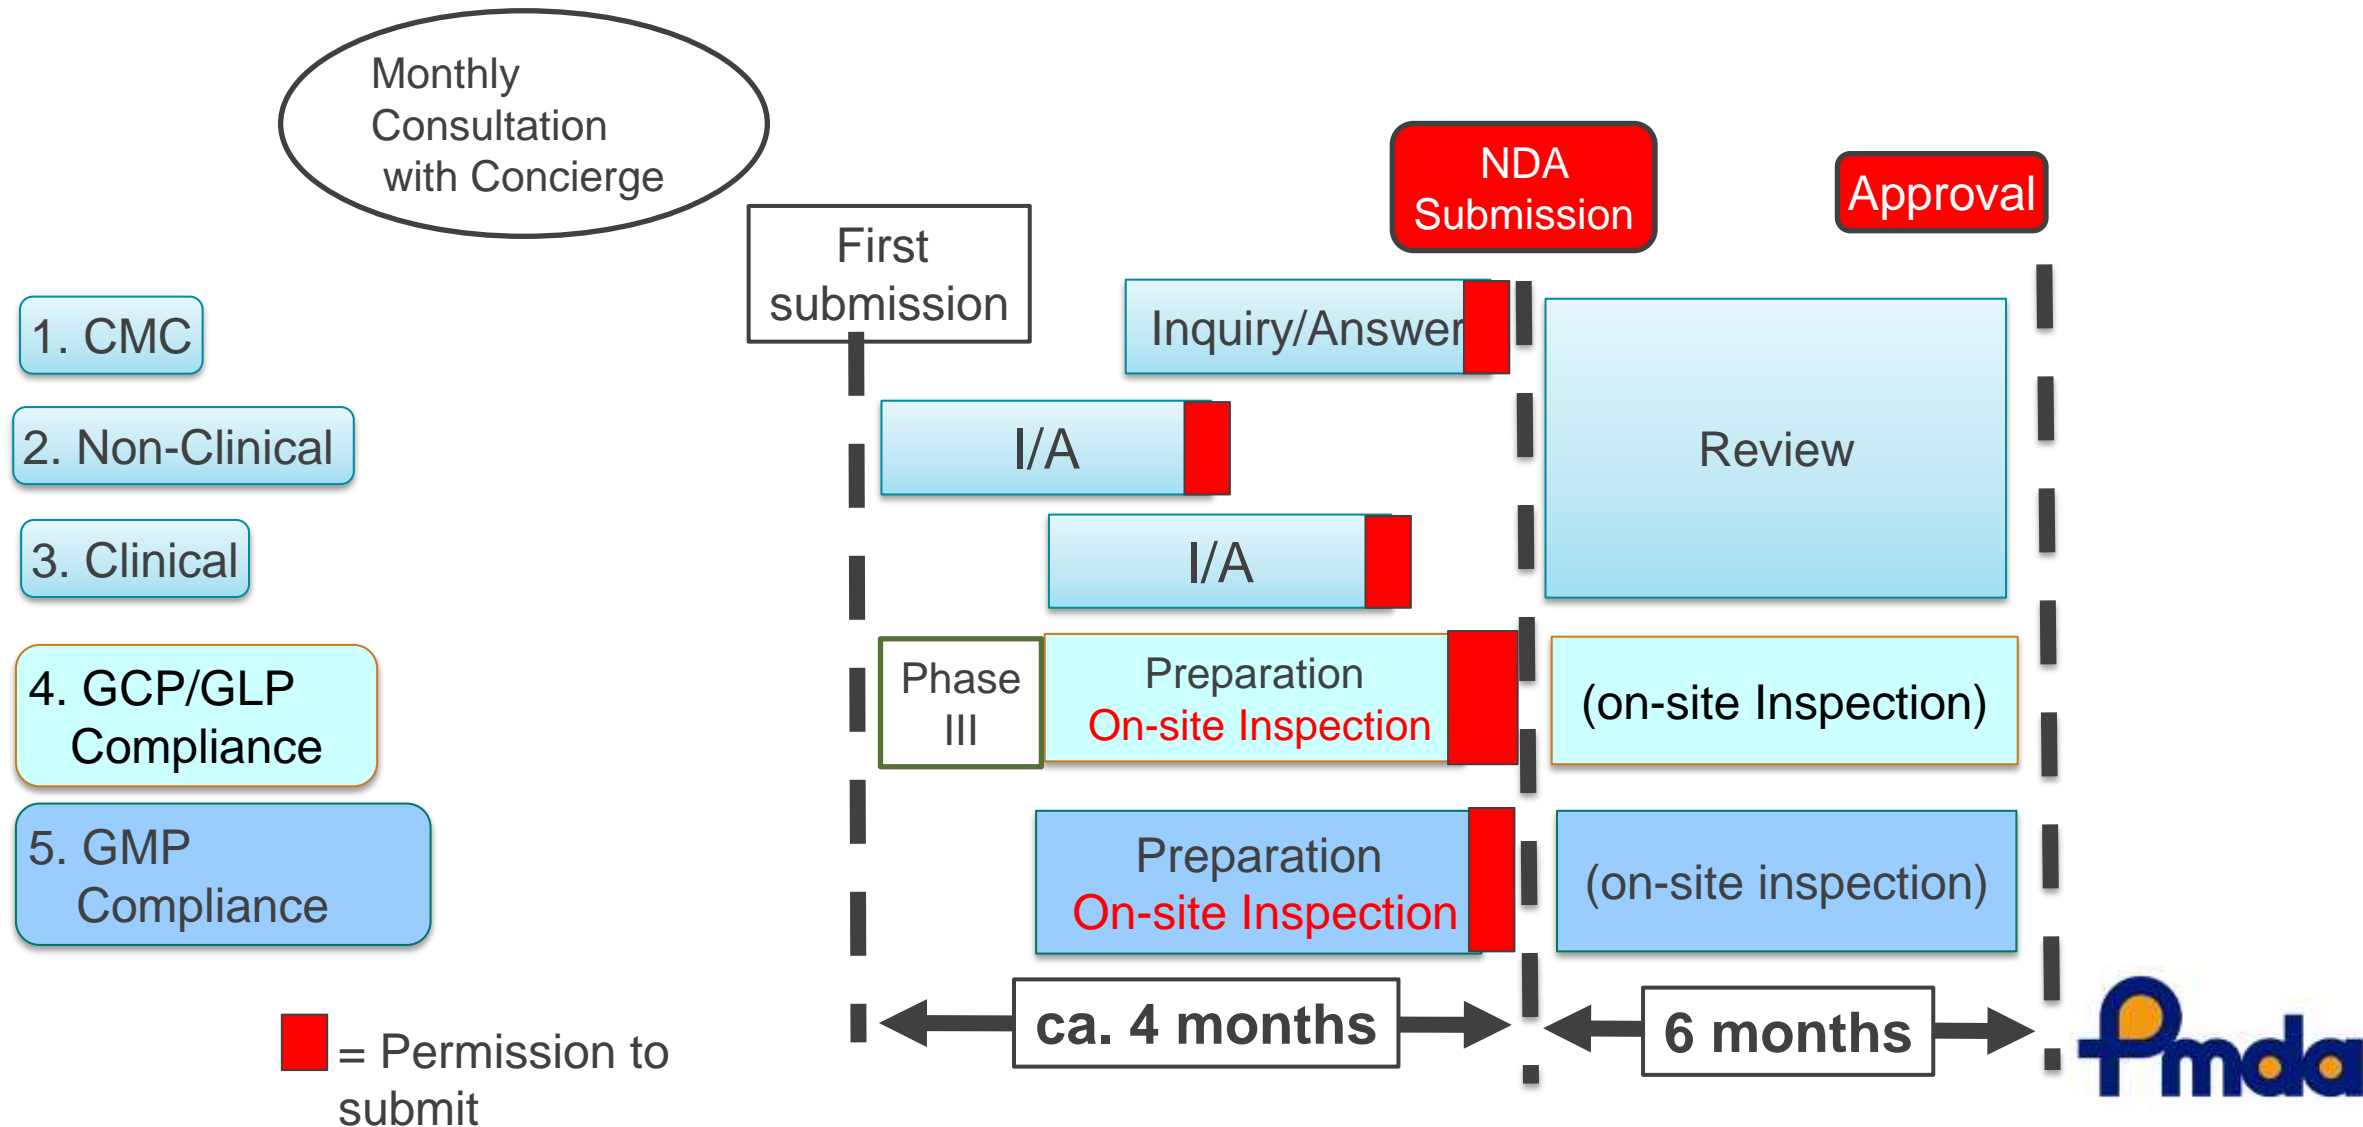 Monthly
Consultation
with Concierge
First
submission
NDA
Submission
Approval
1. CMC
Inquiry/Answer
Review
2. Non-Clinical
I/A
3. Clinical
I/A
4. GCP/GLP
Compliance
Phase
III
Preparation
On-site Inspection
(on-site Inspection)
5. GMP
Compliance
Preparation
On-site Inspection
(on-site inspection)
ca. 4 months
6 months
= Permission to
submit
Pmda